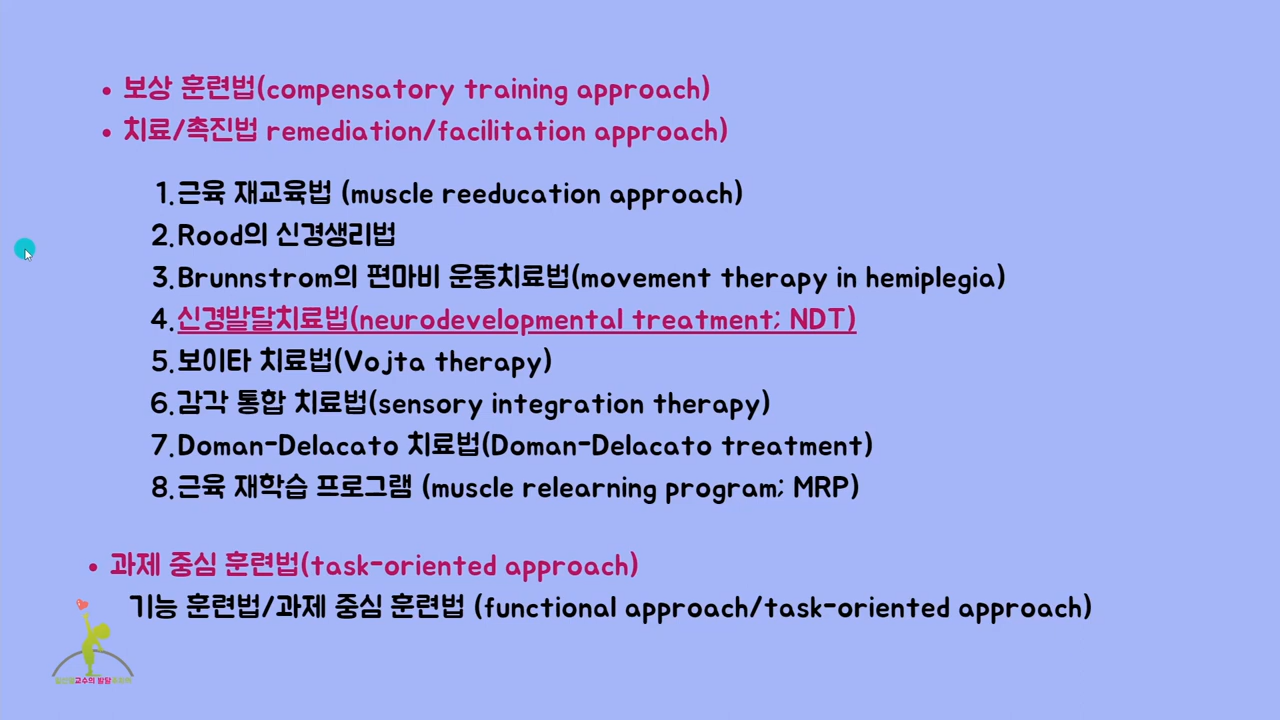 • 보상 훈련법(compensatory training approach)
• 치료/촉진법 remediation/facilitation approach)
1. 근육 재교육법 (muscle reeducation approach)
2. Rood의 신경생리법
3. Brunnstrom의 편마비 운동치료법(movement therapy in hemiplegia)
4. 신경발달치료법(neurodevelopmental treatment; NDT)
5. 보이타 치료법(Vojta therapy)
6. 감각 통합 치료법(sensory integration therapy)
7. Doman-Delacato 치료법(Doman-Delacato treatment)
8. 근육 재학습 프로그램 (muscle relearning program; MRP)
• 과제 중심 훈련법(task-oriented approach)
기능 훈련법/과제 중심 훈련법 (functional approach/task-oriented approach)
교수의 발달